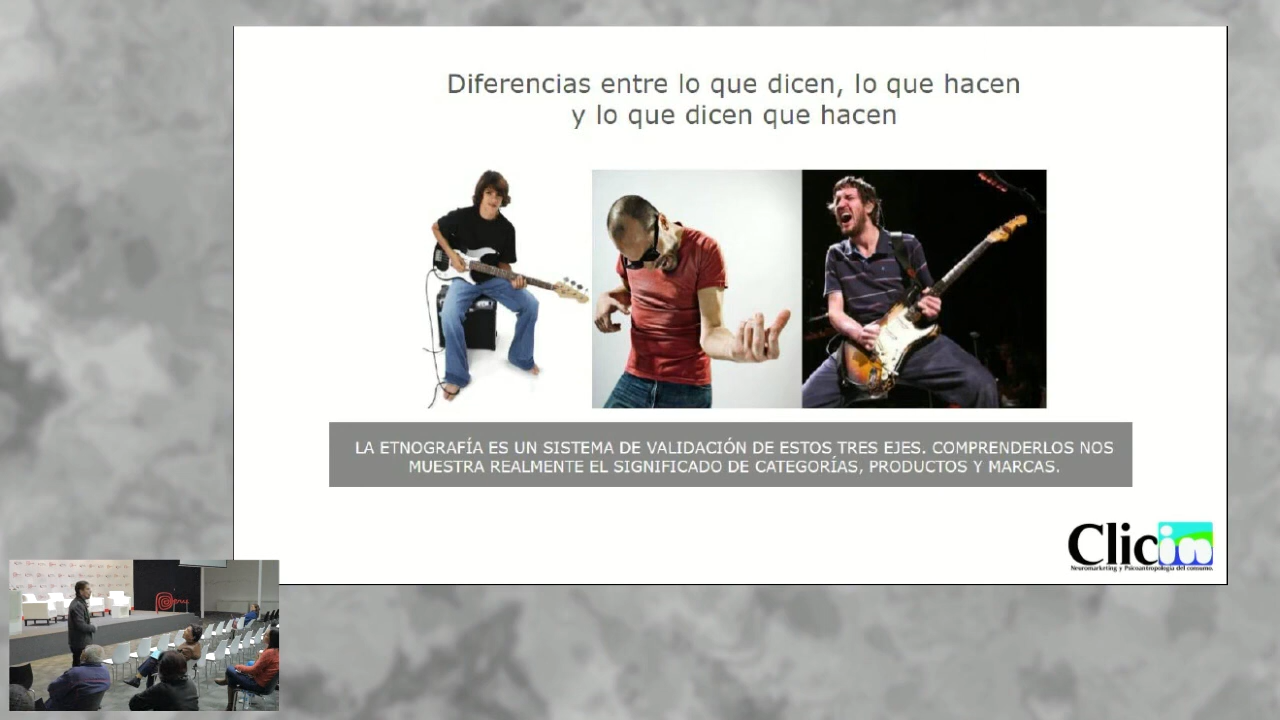 Diferencias entre lo que dicen, lo que hacen
y lo que dicen que hacen
LA ETNOGRAFÍA ES UN SISTEMA DE VALIDACIÓN DE ESTOS TRES EJES. COMPRENDERLOS NOS
MUESTRA REALMENTE EL SIGNIFICADO DE CATEGORÍAS, PRODUCTOS Y MARCAS.
Clicin
Neuromarketing y Psicoantropología del consumo.
Peru